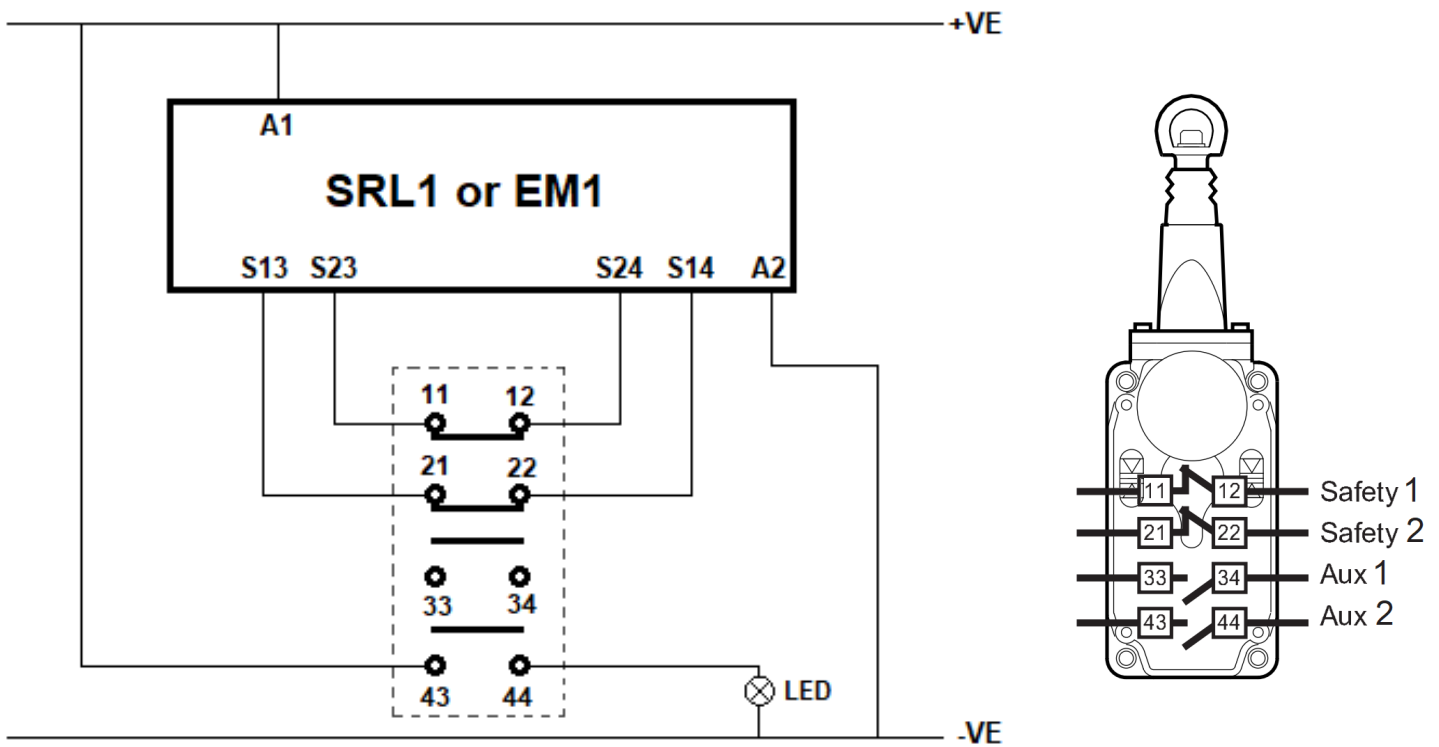 +VE
A1
SRL1 or EM1
S13 S23 S24 S14 A2
11 12
21 22
33 34
43 44
LED
-VE
11 12 Safety 1
21 22 Safety 2
33 34 Aux 1
43 44 Aux 2